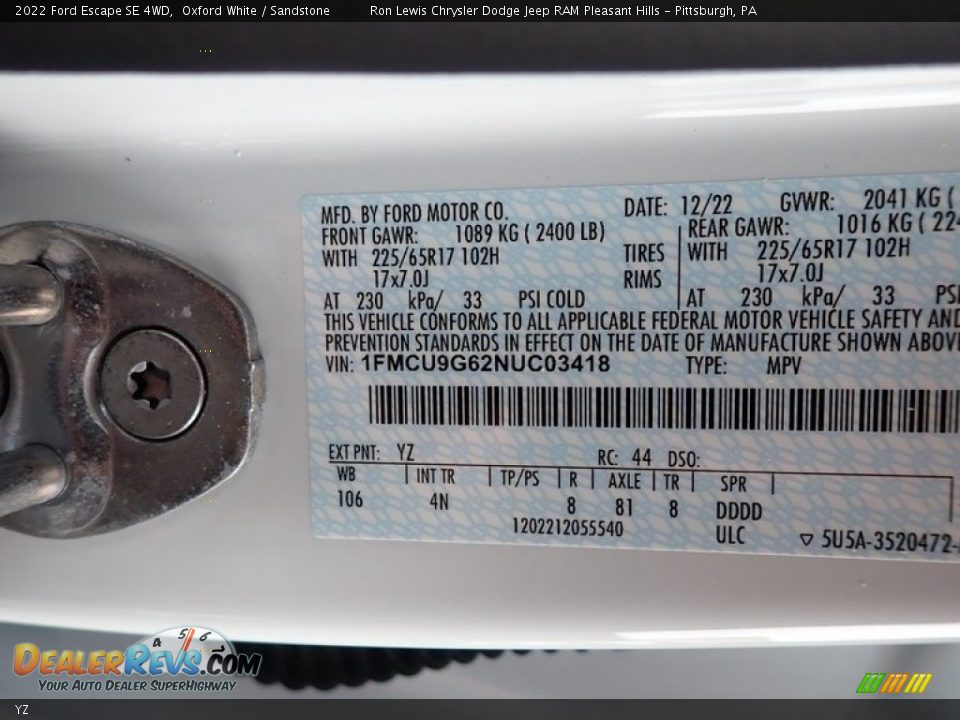 2022 Ford Escape SE 4WD, Oxford White / Sandstone Ron Lewis Chrysler Dodge Jeep RAM Pleasant Hills - Pittsburgh, PA
MFD. BY FORD MOTOR CO. DATE: 12/22 GVWR: 2041 KG (
FRONT GAWR: 1089 KG ( 2400 LB) REAR GAWR: 1016 KG ( 224
WITH 225/65R17 102H TIRES WITH 225/65R17 102H
17x7.0J RIMS 17x7.0J
AT 230 kPa/ 33 PSI COLD AT 230 kPa/ 33 PSI
THIS VEHICLE CONFORMS TO ALL APPLICABLE FEDERAL MOTOR VEHICLE SAFETY AND
PREVENTION STANDARDS IN EFFECT ON THE DATE OF MANUFACTURE SHOWN ABOVE
VIN: 1FMCU9G62NUC03418 TYPE: MPV
EXT PNT: YZ RC: 44 DSO:
WB INT TR TP/PS R AXLE TR SPR
106 4N 8 81 8 DDDD
1202212055540 ULC ▽ 5U5A-3520472-
4 5 6
DEALERREVS.COM
YOUR AUTO DEALER SUPERHIGHWAY
YZ